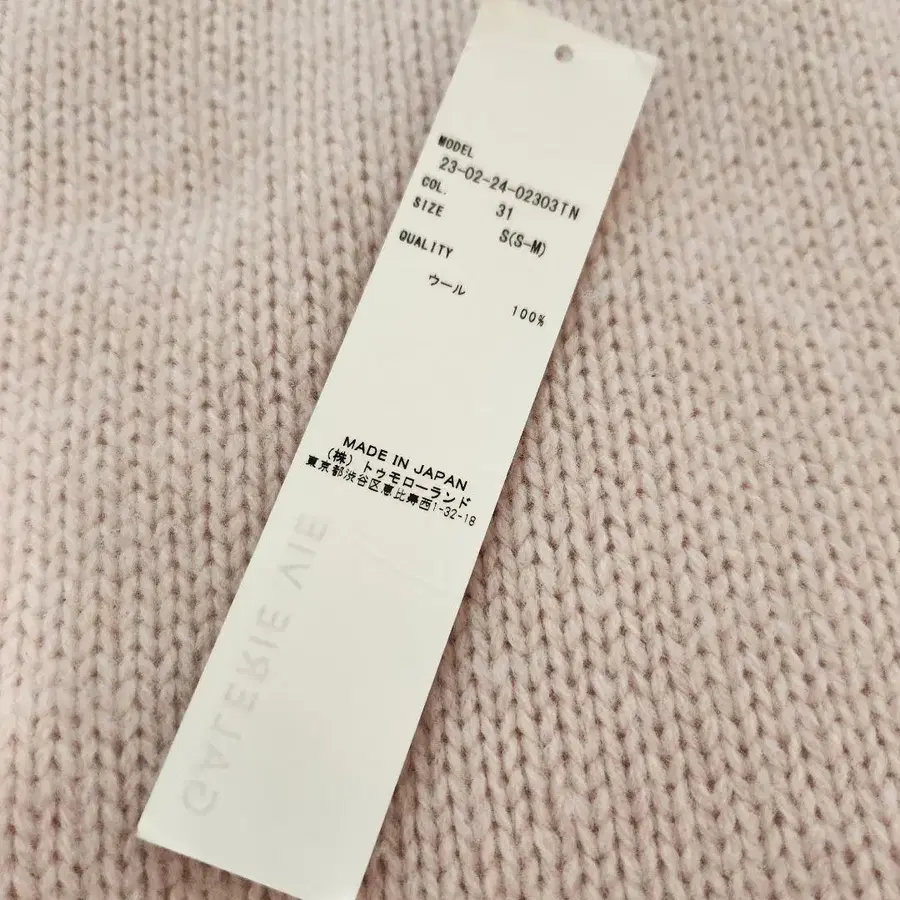 MODEL
23-02-24-02303TN
COL. 31
SIZE S(S-M)
QUALITY
ウール
100%
MADE IN JAPAN
(株) トゥモローランド
東京都渋谷区恵比寿西1-32-18
GALERIE VIE